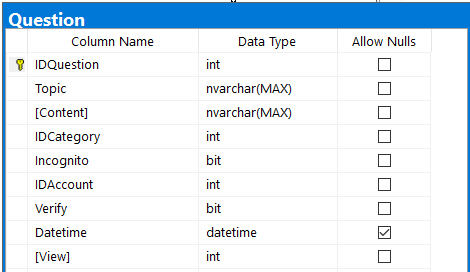 Question
Column Name Data Type Allow Nulls
IDQuestion int
Topic nvarchar(MAX)
[Content] nvarchar(MAX)
IDCategory int
Incognito bit
IDAccount int
Verify bit
Datetime datetime
[View] int